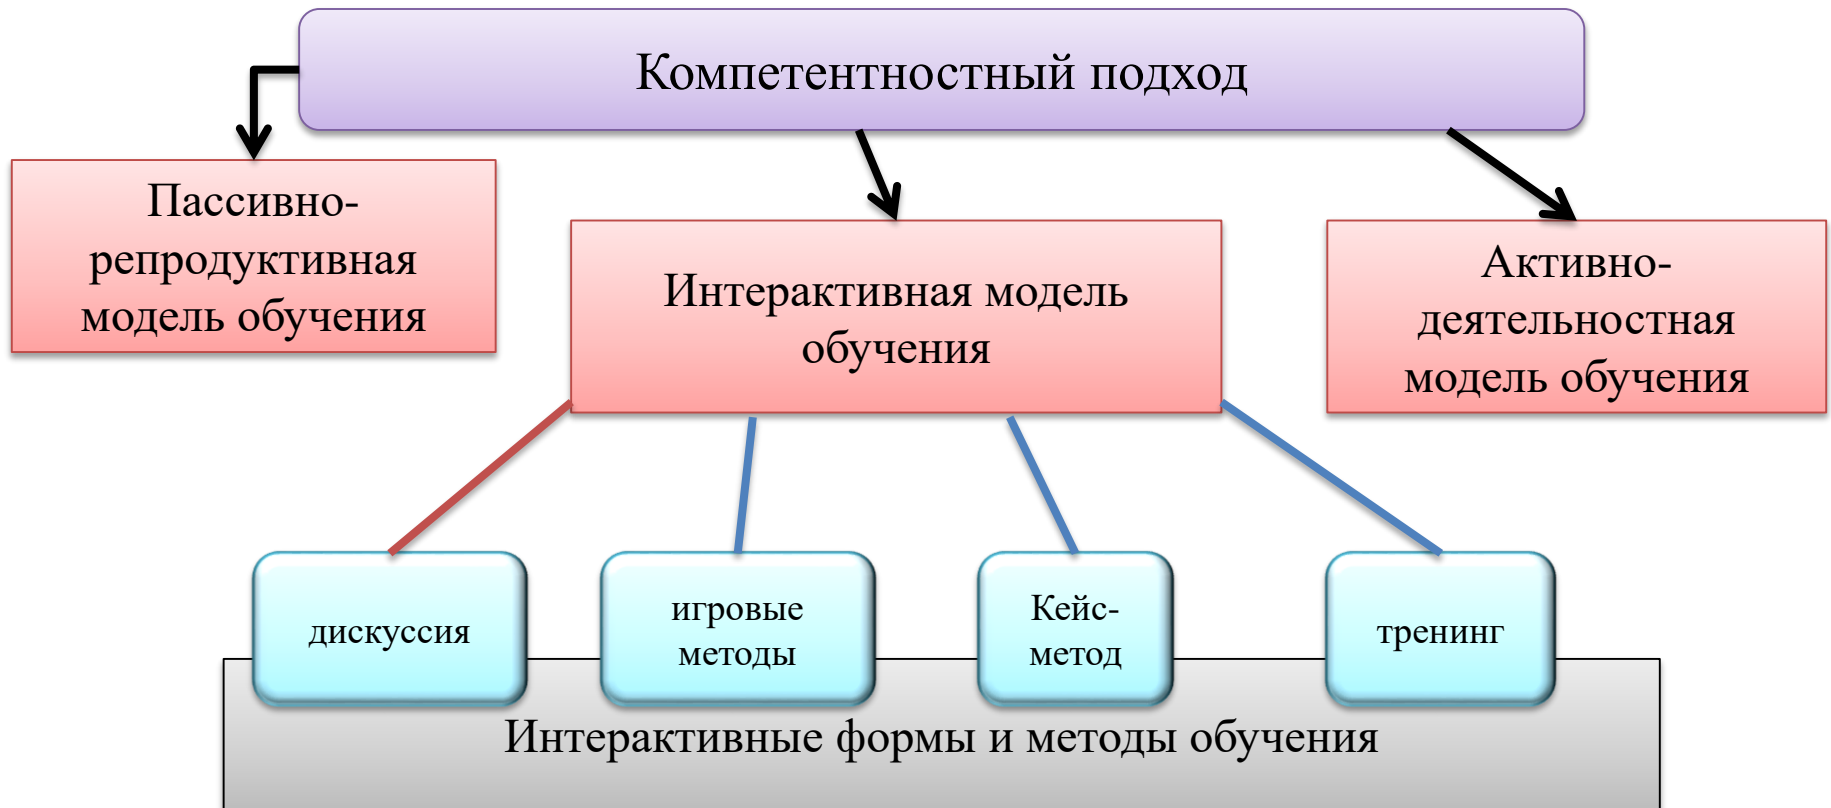 Компетентностный подход
Пассивно-
репродуктивная
модель обучения
Интерактивная модель
обучения
Активно-
деятельностная
модель обучения
дискуссия
игровые
методы
Кейс-
метод
тренинг
Интерактивные формы и методы обучения